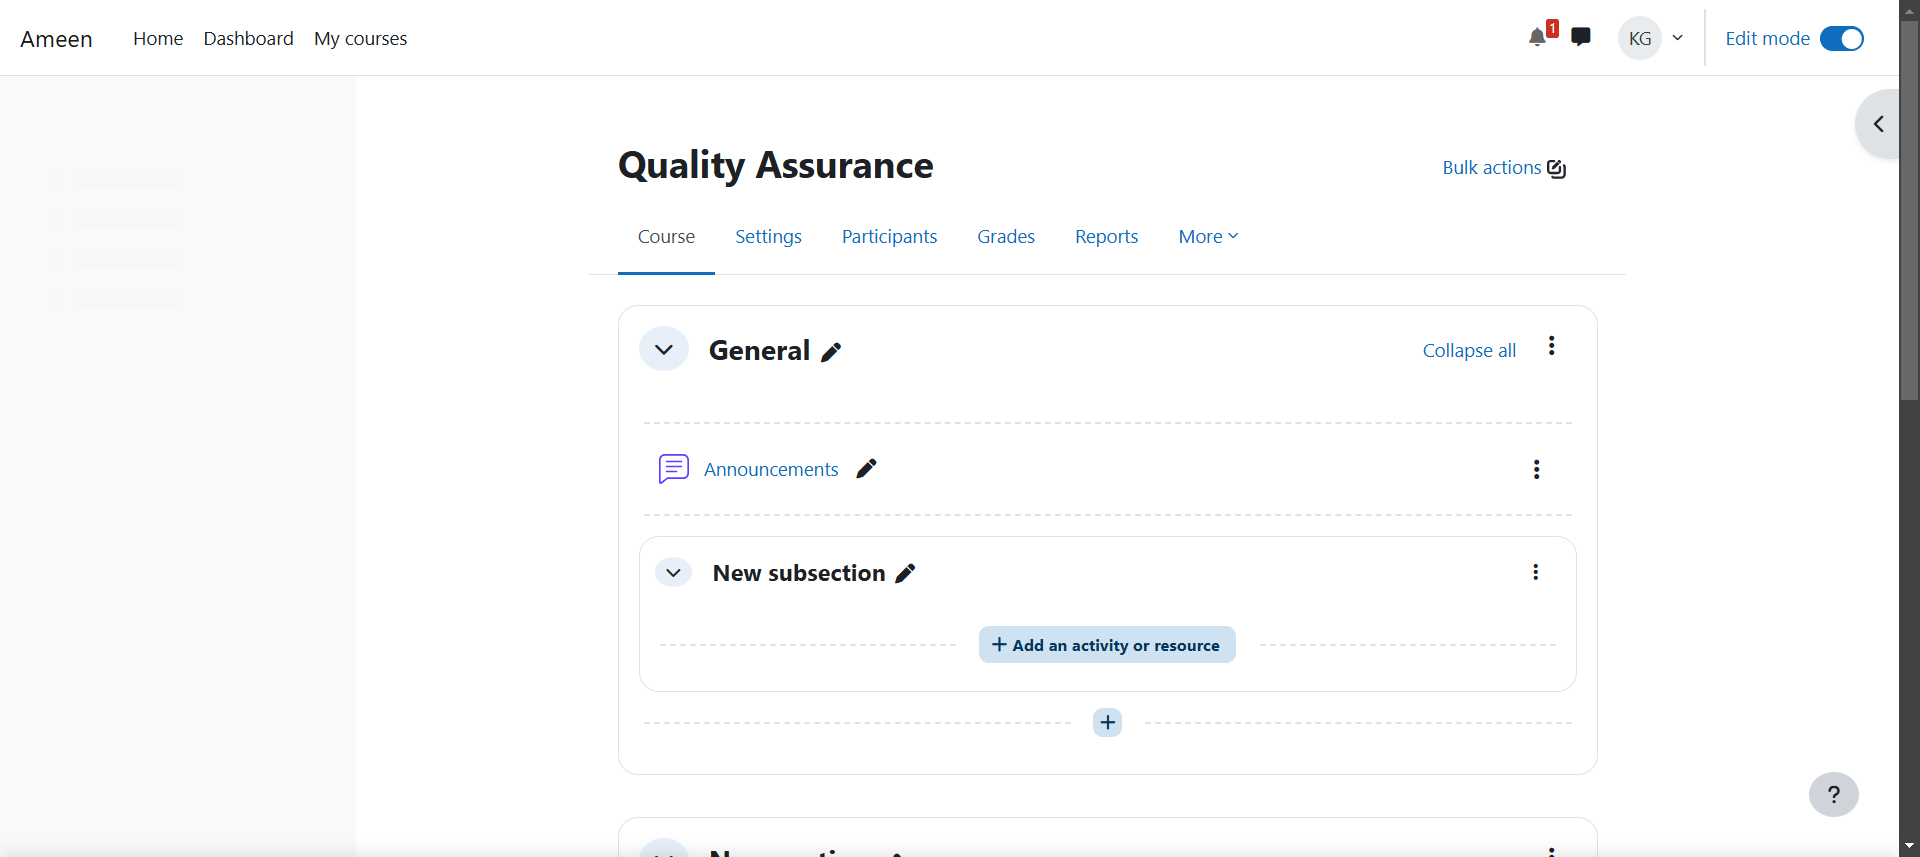 Ameen Home Dashboard My courses 1 KG Edit mode
Quality Assurance Bulk actions
Course Settings Participants Grades Reports More
General Collapse all
Announcements
New subsection
+ Add an activity or resource
+
?